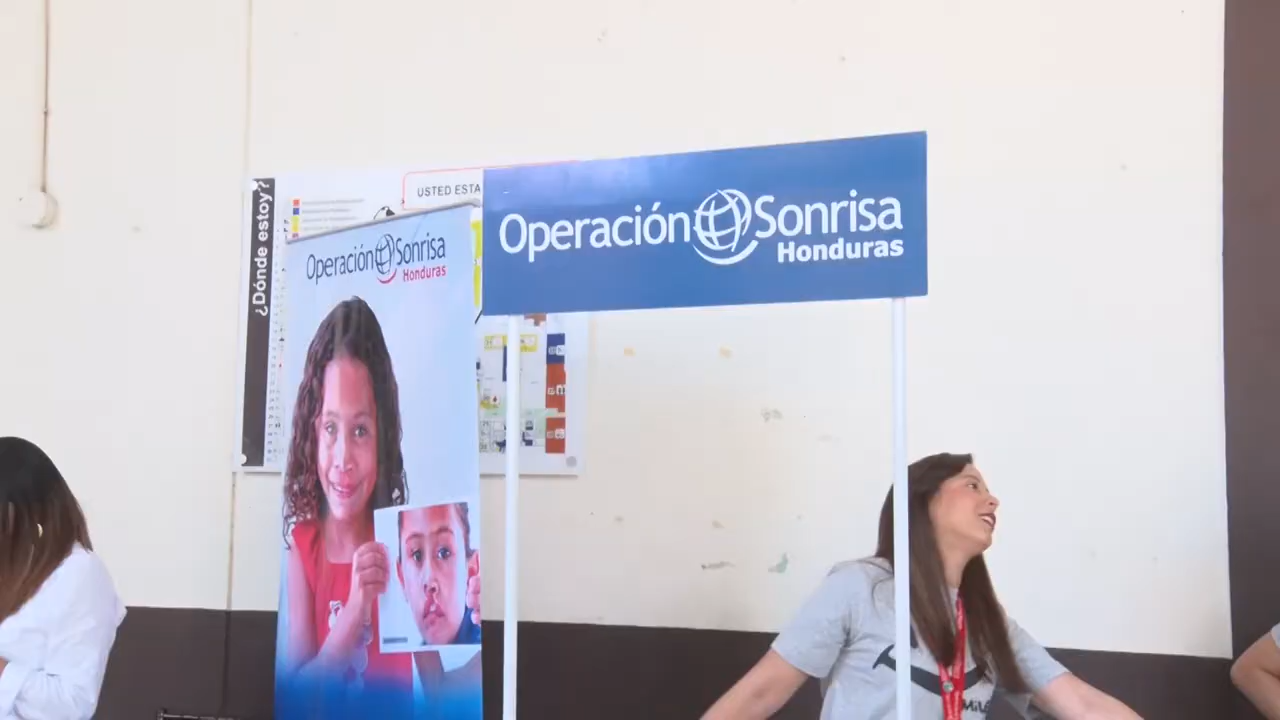 ¿Dónde estoy?
USTED ESTA
Operación Sonrisa
Honduras
Operación Sonrisa
Honduras